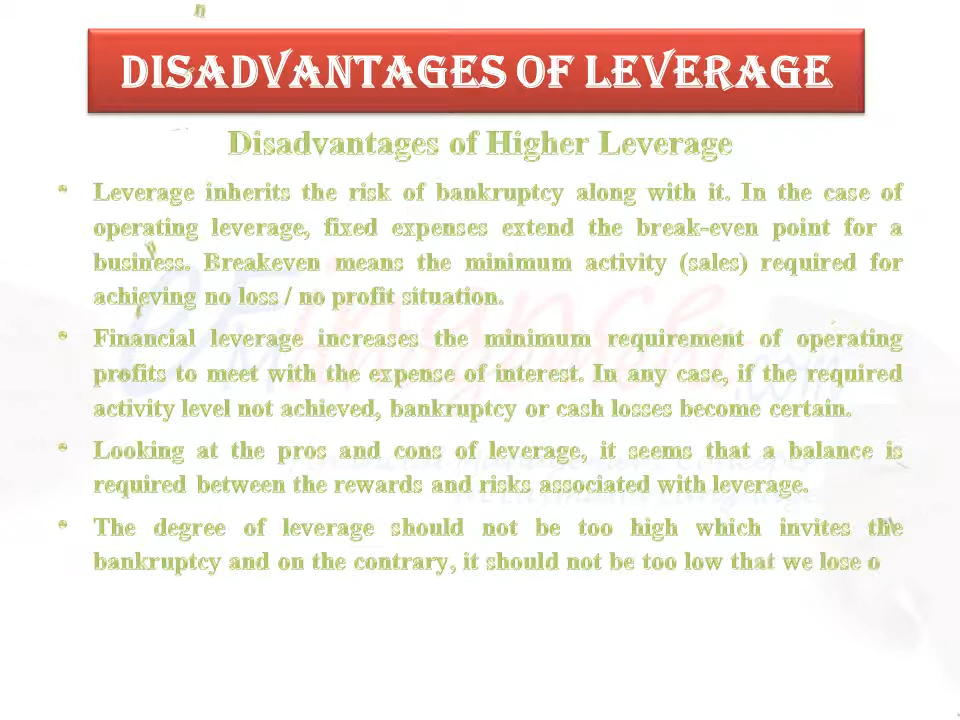 DISADVANTAGES OF LEVERAGE
Disadvantages of Higher Leverage
• Leverage inherits the risk of bankruptcy along with it. In the case of
operating leverage, fixed expenses extend the break-even point for a
business. Breakeven means the minimum activity (sales) required for
achieving no loss / no profit situation.
• Financial leverage increases the minimum requirement of operating
profits to meet with the expense of interest. In any case, if the required
activity level not achieved, bankruptcy or cash losses become certain.
• Looking at the pros and cons of leverage, it seems that a balance is
required between the rewards and risks associated with leverage.
• The degree of leverage should not be too high which invites the
bankruptcy and on the contrary, it should not be too low that we lose o